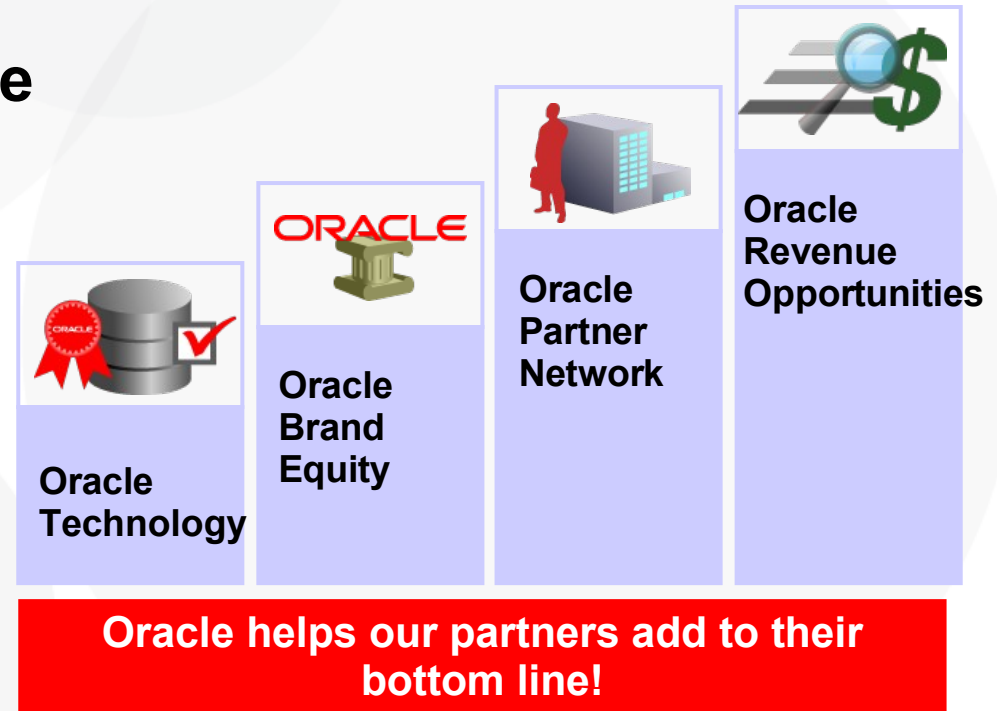 e
ORACLE
Oracle
Technology
ORACLE
Oracle
Brand
Equity
Oracle
Partner
Network
Oracle
Revenue
Opportunities
Oracle helps our partners add to their
bottom line!